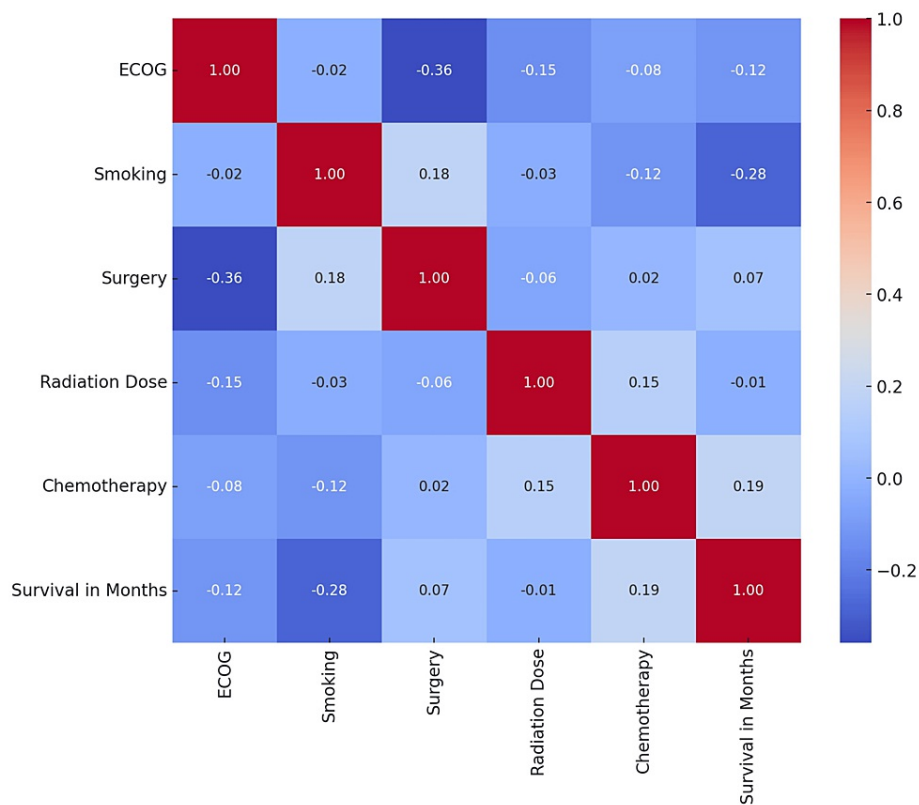 1.0
ECOG 1.00 -0.02 -0.36 -0.15 -0.08 -0.12
0.8
Smoking -0.02 1.00 0.18 -0.03 -0.12 -0.28
0.6
Surgery -0.36 0.18 1.00 -0.06 0.02 0.07
0.4
Radiation Dose -0.15 -0.03 -0.06 1.00 0.15 -0.01
0.2
Chemotherapy -0.08 -0.12 0.02 0.15 1.00 0.19
0.0
Survival in Months -0.12 -0.28 0.07 -0.01 0.19 1.00
−0.2
ECOG
Smoking
Surgery
Radiation Dose
Chemotherapy
Survival in Months